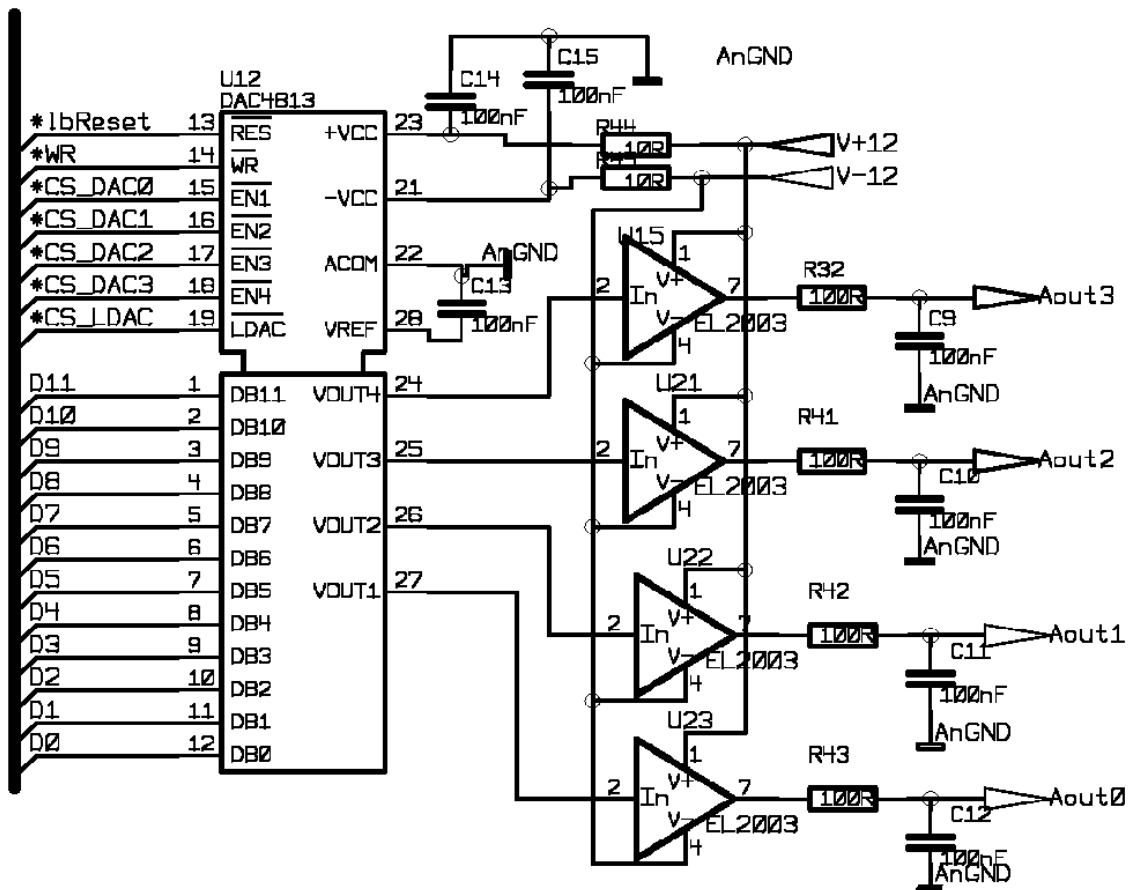 C14
100nF
C15
100nF
AnGND
U12
DAC4813
*lbReset 13 RES +VCC 23
*WR 14 WR
*CS_DAC0 15 EN1 -VCC 21
*CS_DAC1 16 EN2
*CS_DAC2 17 EN3 ACOM 22
*CS_DAC3 18 EN4
*CS_LDAC 19 LDAC VREF 28
R44
10R
V+12
10R
V-12
AnGND
C13
100nF
D11 1 DB11 VOUT4 24
D10 2 DB10
D9 3 DB9 VOUT3 25
D8 4 DB8
D7 5 DB7 VOUT2 26
D6 6 DB6
D5 7 DB5 VOUT1 27
D4 8 DB4
D3 9 DB3
D2 10 DB2
D1 11 DB1
D0 12 DB0
U15
2 In V+ 1 V- 4 7
EL2003
R32
100R
C9
100nF
AnGND
Aout3
U21
2 In V+ 1 V- 4 7
EL2003
R41
100R
C10
100nF
AnGND
Aout2
U22
2 In V+ 1 V- 4 7
EL2003
R42
100R
C11
100nF
AnGND
Aout1
U23
2 In V+ 1 V- 4 7
EL2003
R43
100R
C12
100nF
AnGND
Aout0